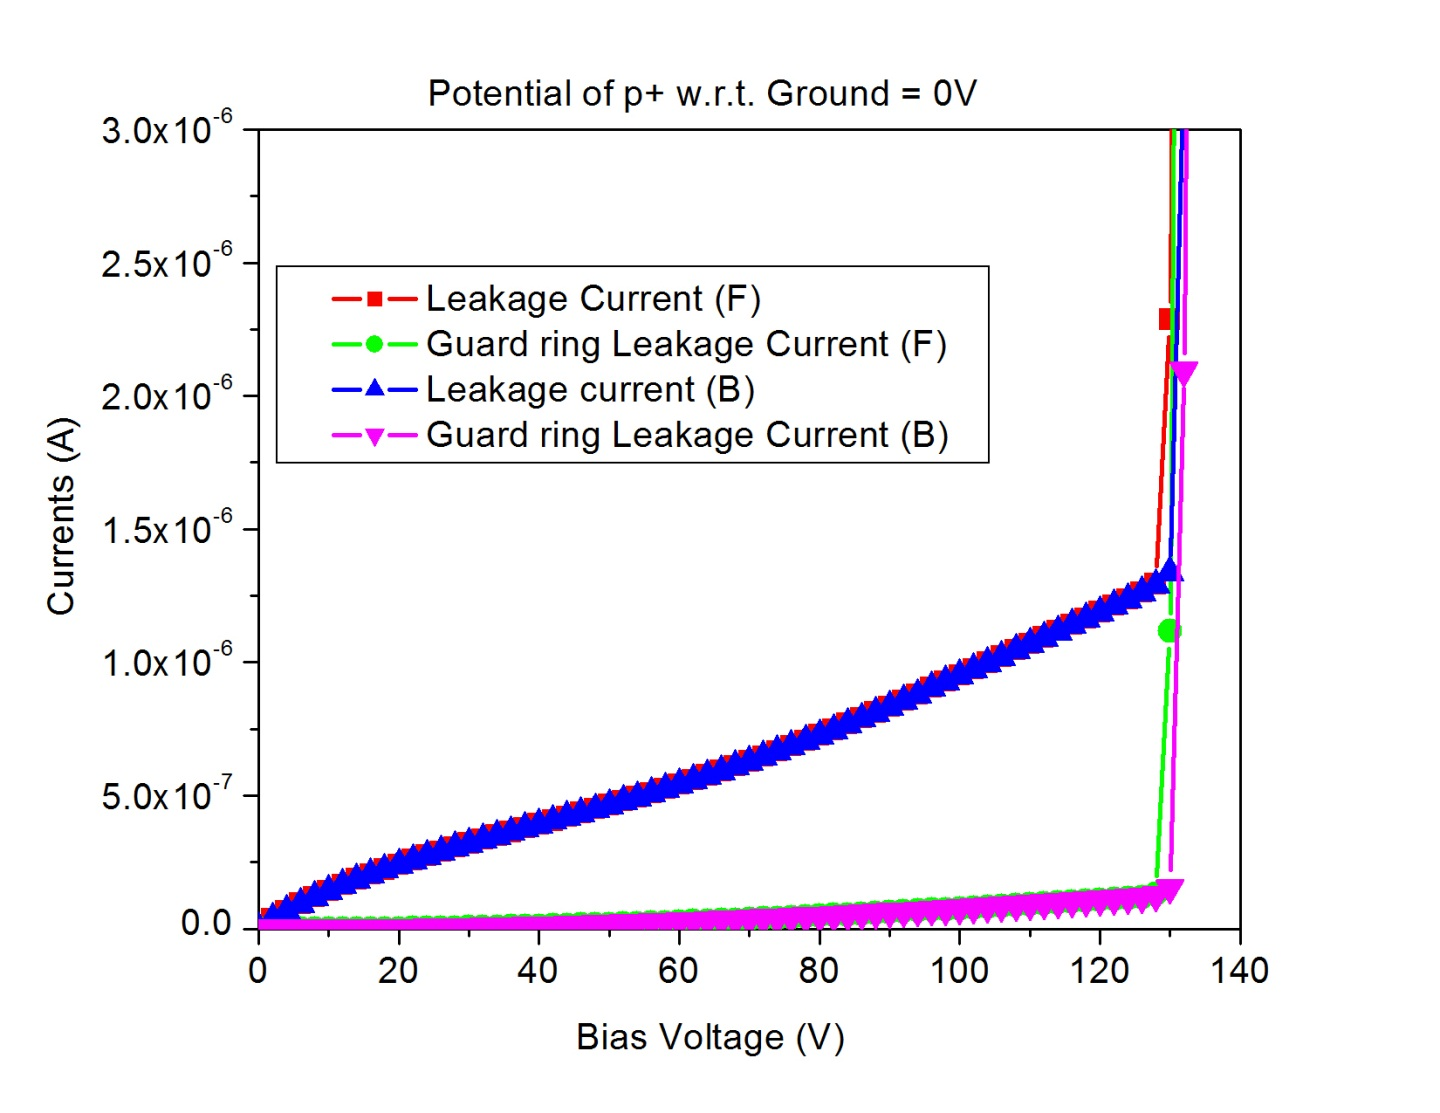 Potential of p+ w.r.t. Ground = 0V
3.0x10^-6
2.5x10^-6
2.0x10^-6
1.5x10^-6
1.0x10^-6
5.0x10^-7
0.0
Currents (A)
Leakage Current (F)
Guard ring Leakage Current (F)
Leakage current (B)
Guard ring Leakage Current (B)
0 20 40 60 80 100 120 140
Bias Voltage (V)